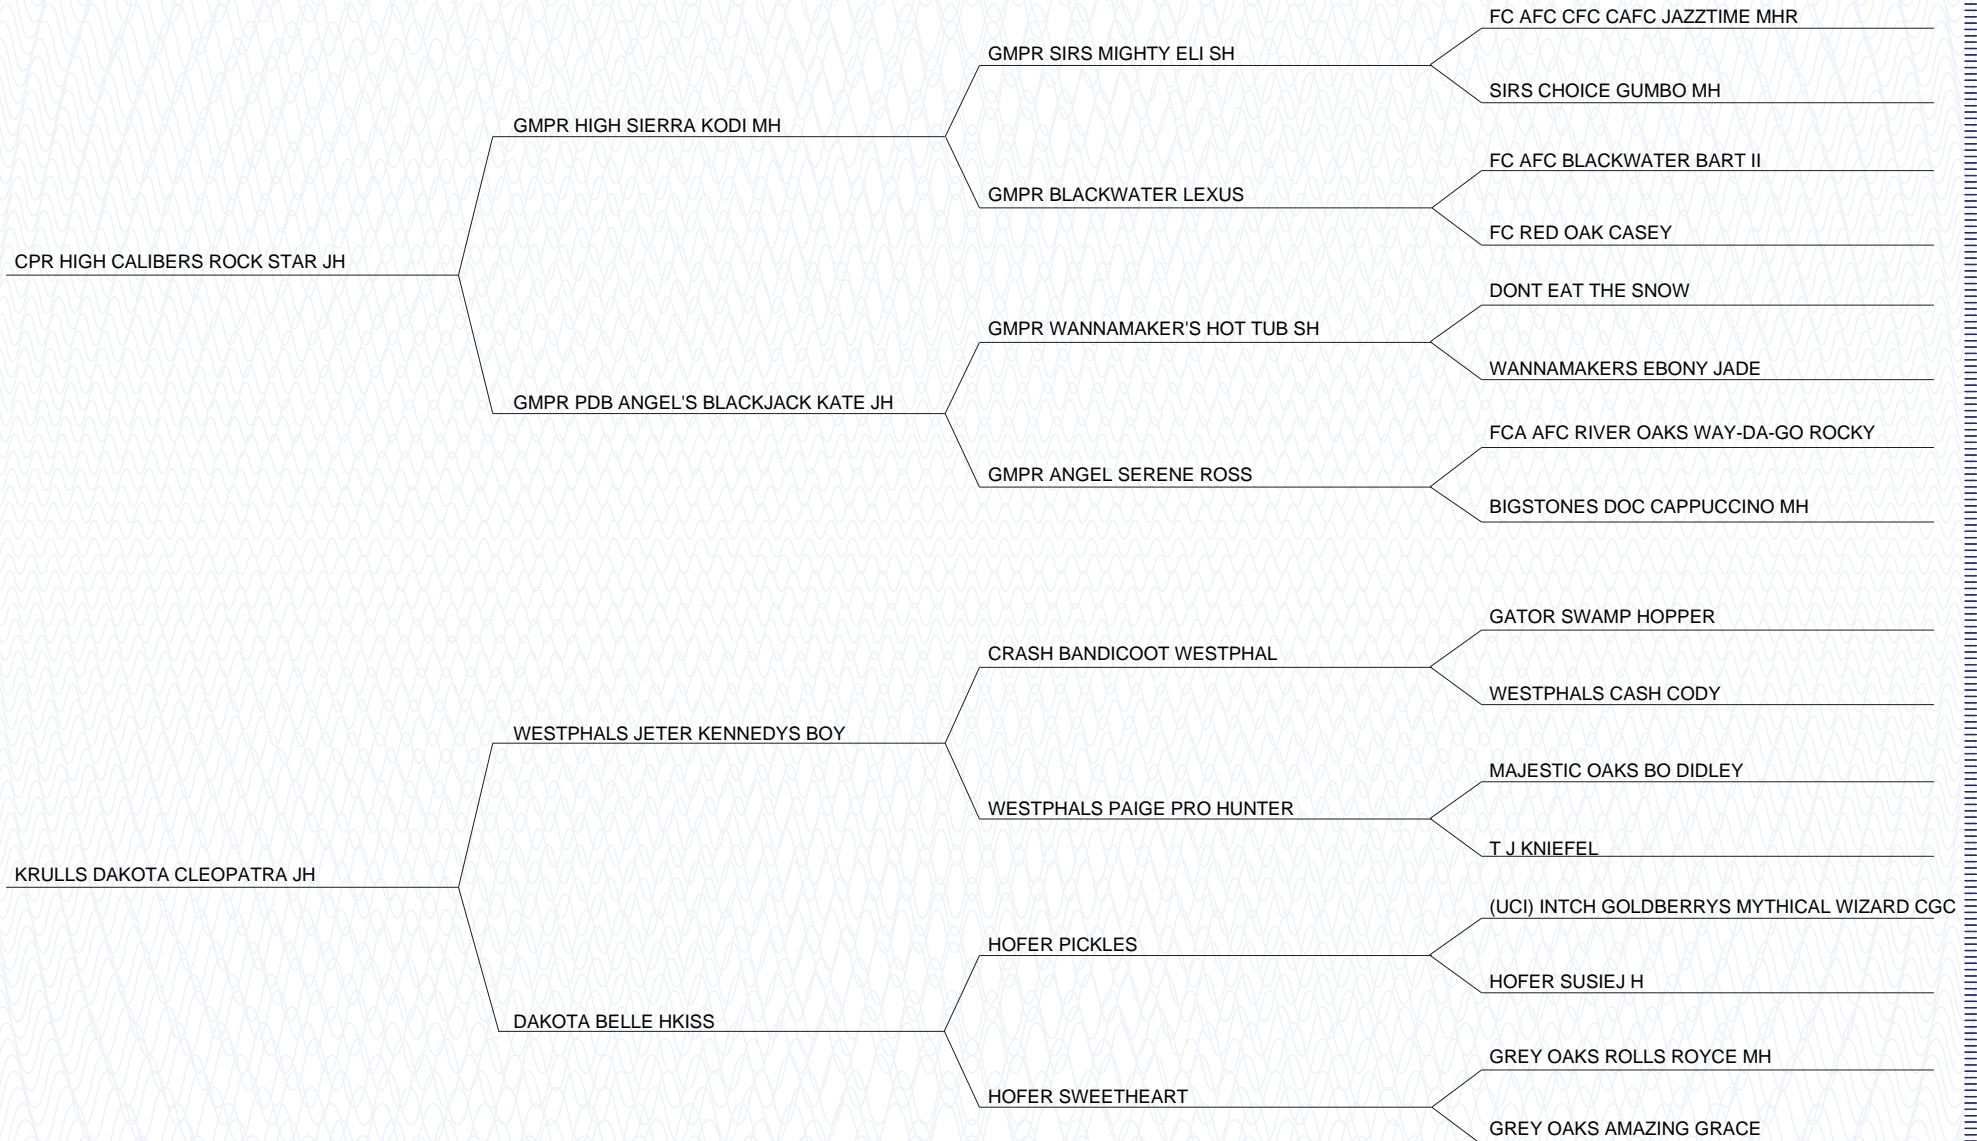 FC AFC CFC CAFC JAZZTIME MHR
GMPR SIRS MIGHTY ELI SH
SIRS CHOICE GUMBO MH
GMPR HIGH SIERRA KODI MH
FC AFC BLACKWATER BART II
GMPR BLACKWATER LEXUS
FC RED OAK CASEY
CPR HIGH CALIBERS ROCK STAR JH
DONT EAT THE SNOW
GMPR WANNAMAKER'S HOT TUB SH
WANNAMAKERS EBONY JADE
GMPR PDB ANGEL'S BLACKJACK KATE JH
FCA AFC RIVER OAKS WAY-DA-GO ROCKY
GMPR ANGEL SERENE ROSS
BIGSTONES DOC CAPPUCCINO MH
GATOR SWAMP HOPPER
CRASH BANDICOOT WESTPHAL
WESTPHALS CASH CODY
WESTPHALS JETER KENNEDYS BOY
MAJESTIC OAKS BO DIDLEY
WESTPHALS PAIGE PRO HUNTER
T J KNIEFEL
KRULLS DAKOTA CLEOPATRA JH
(UCI) INTCH GOLDBERRYS MYTHICAL WIZARD CGC
HOFER PICKLES
HOFER SUSIEJ H
DAKOTA BELLE HKISS
GREY OAKS ROLLS ROYCE MH
HOFER SWEETHEART
GREY OAKS AMAZING GRACE